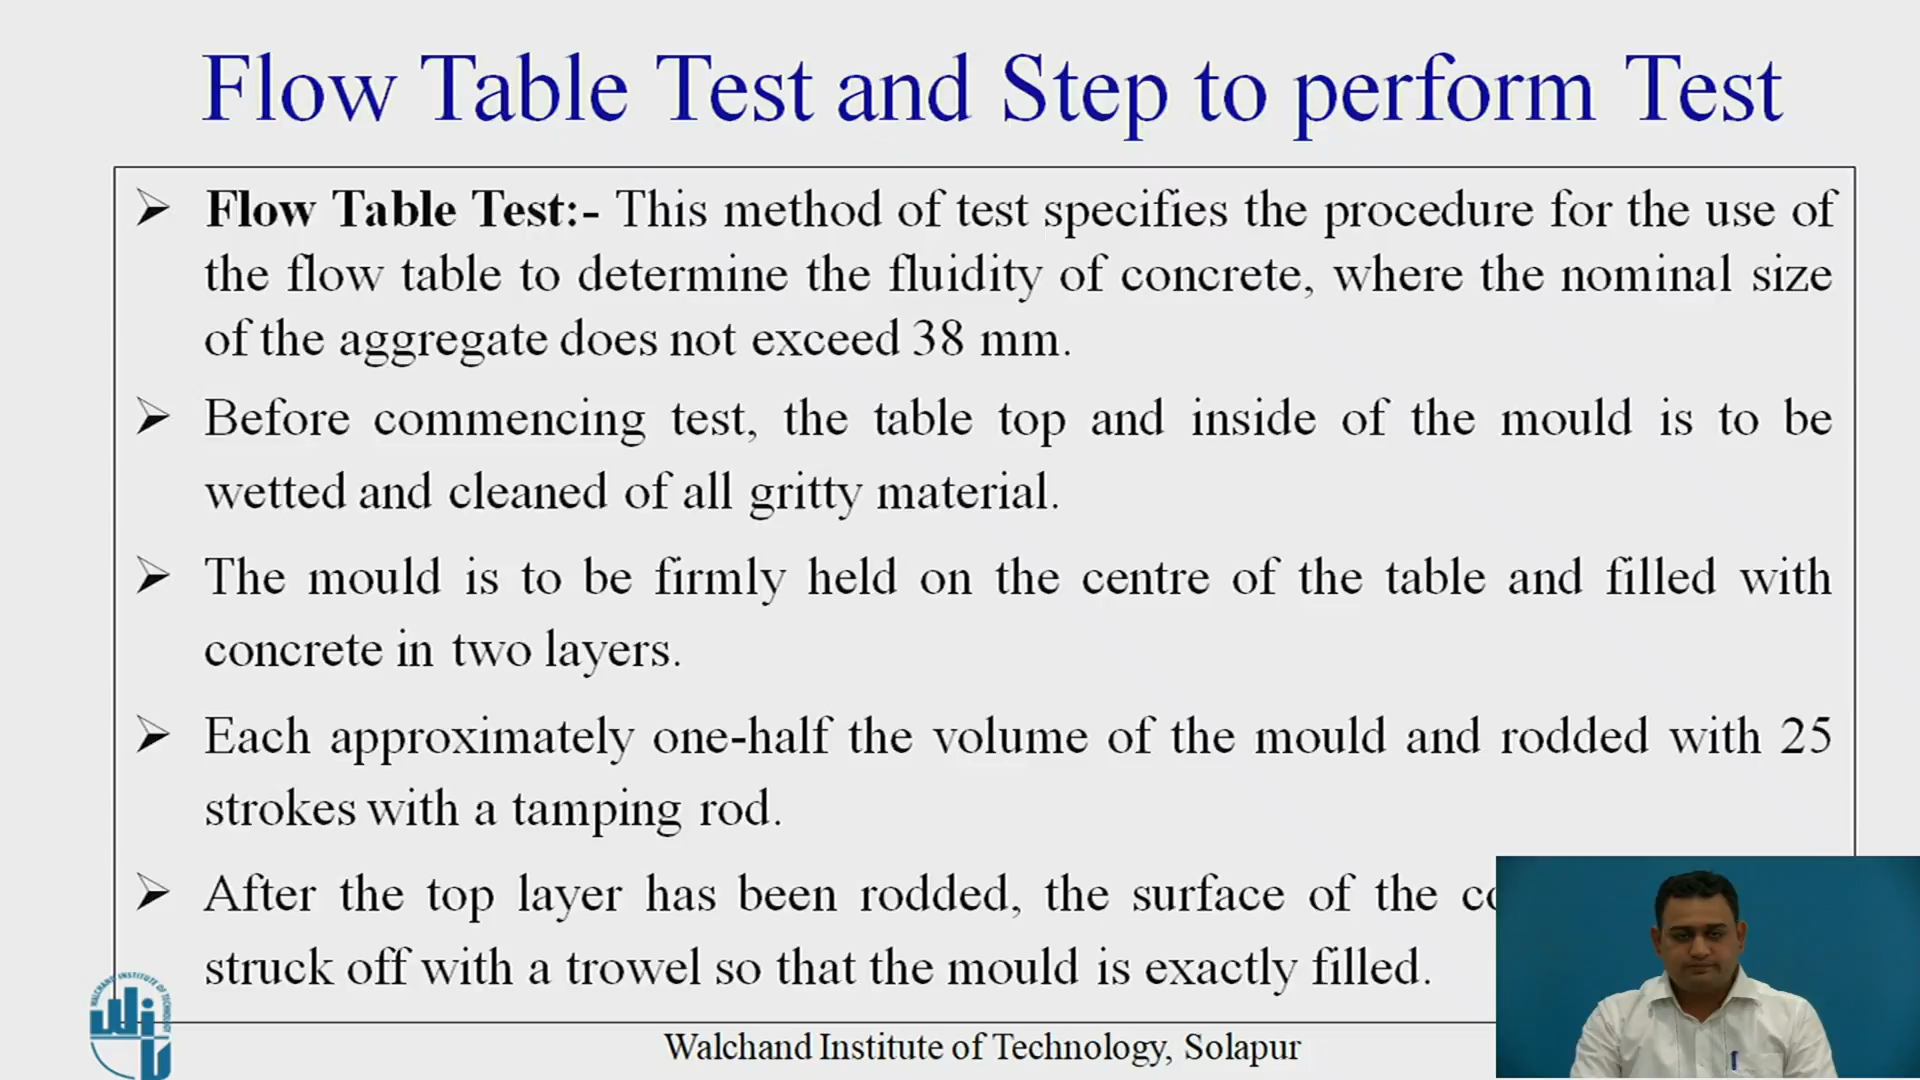 Flow Table Test and Step to perform Test
➢ Flow Table Test:- This method of test specifies the procedure for the use of
the flow table to determine the fluidity of concrete, where the nominal size
of the aggregate does not exceed 38 mm.
➢ Before commencing test, the table top and inside of the mould is to be
wetted and cleaned of all gritty material.
➢ The mould is to be firmly held on the centre of the table and filled with
concrete in two layers.
➢ Each approximately one-half the volume of the mould and rodded with 25
strokes with a tamping rod.
➢ After the top layer has been rodded, the surface of the
struck off with a trowel so that the mould is exactly filled.
WALCHAND INSTITUTE OF TECHNOLOGY
Walchand Institute of Technology, Solapur